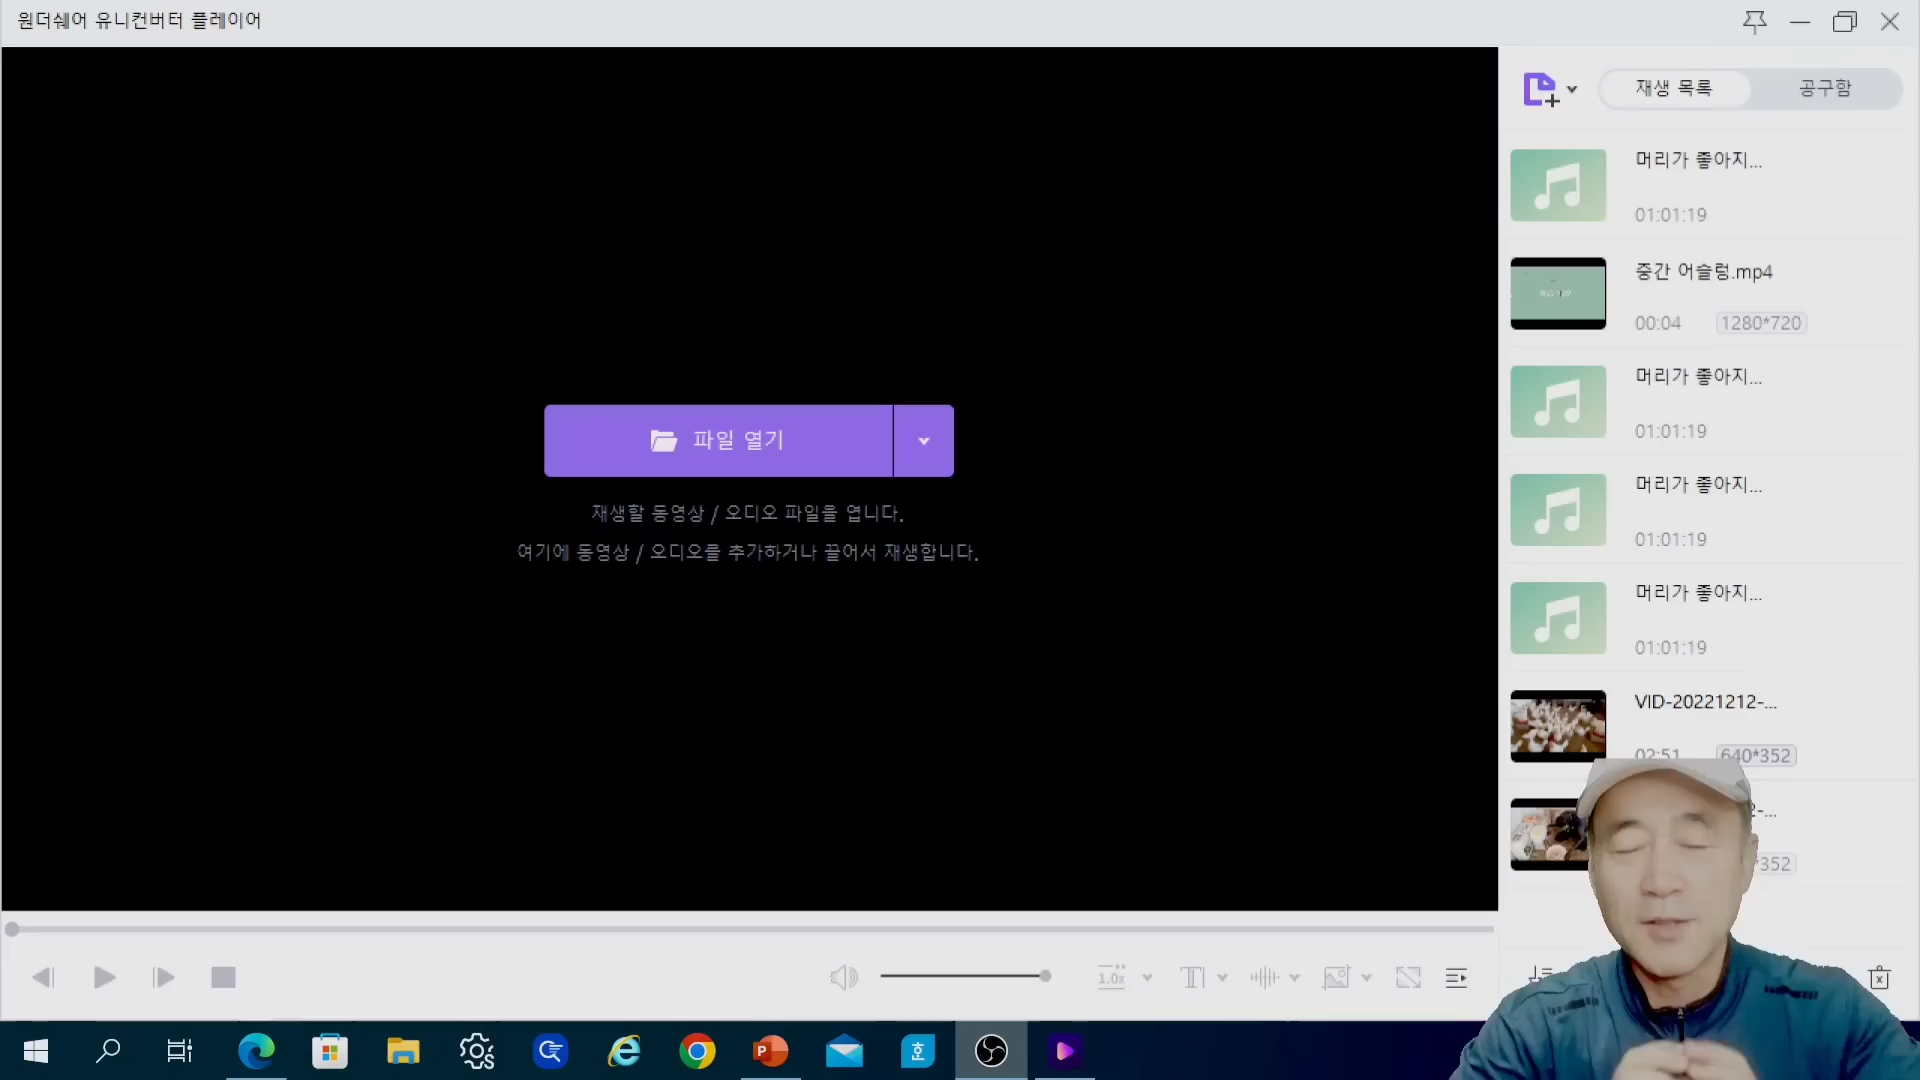 원더쉐어 유니컨버터 플레이어
재생 목록
공구함
머리가 좋아지...
01:01:19
중간 어슬렁.mp4
00:04 1280*720
머리가 좋아지...
01:01:19
머리가 좋아지...
01:01:19
머리가 좋아지...
01:01:19
VID-20221212-...
02:51 640*352
파일 열기
재생할 동영상 / 오디오 파일을 엽니다.
여기에 동영상 / 오디오를 추가하거나 끌어서 재생합니다.
1.0x